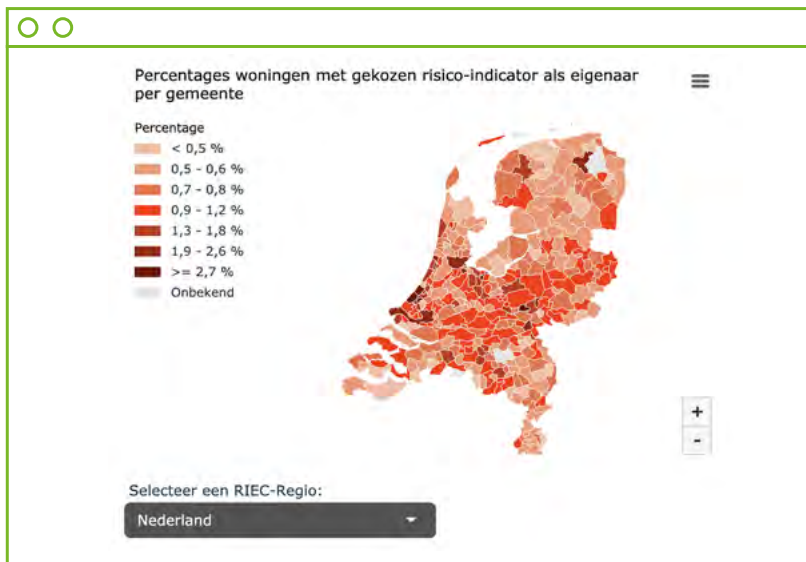 Percentages woningen met gekozen risico-indicator als eigenaar
per gemeente
Percentage
< 0,5 %
0,5 - 0,6 %
0,7 - 0,8 %
0,9 - 1,2 %
1,3 - 1,8 %
1,9 - 2,6 %
>= 2,7 %
Onbekend
+
-
Selecteer een RIEC-Regio:
Nederland